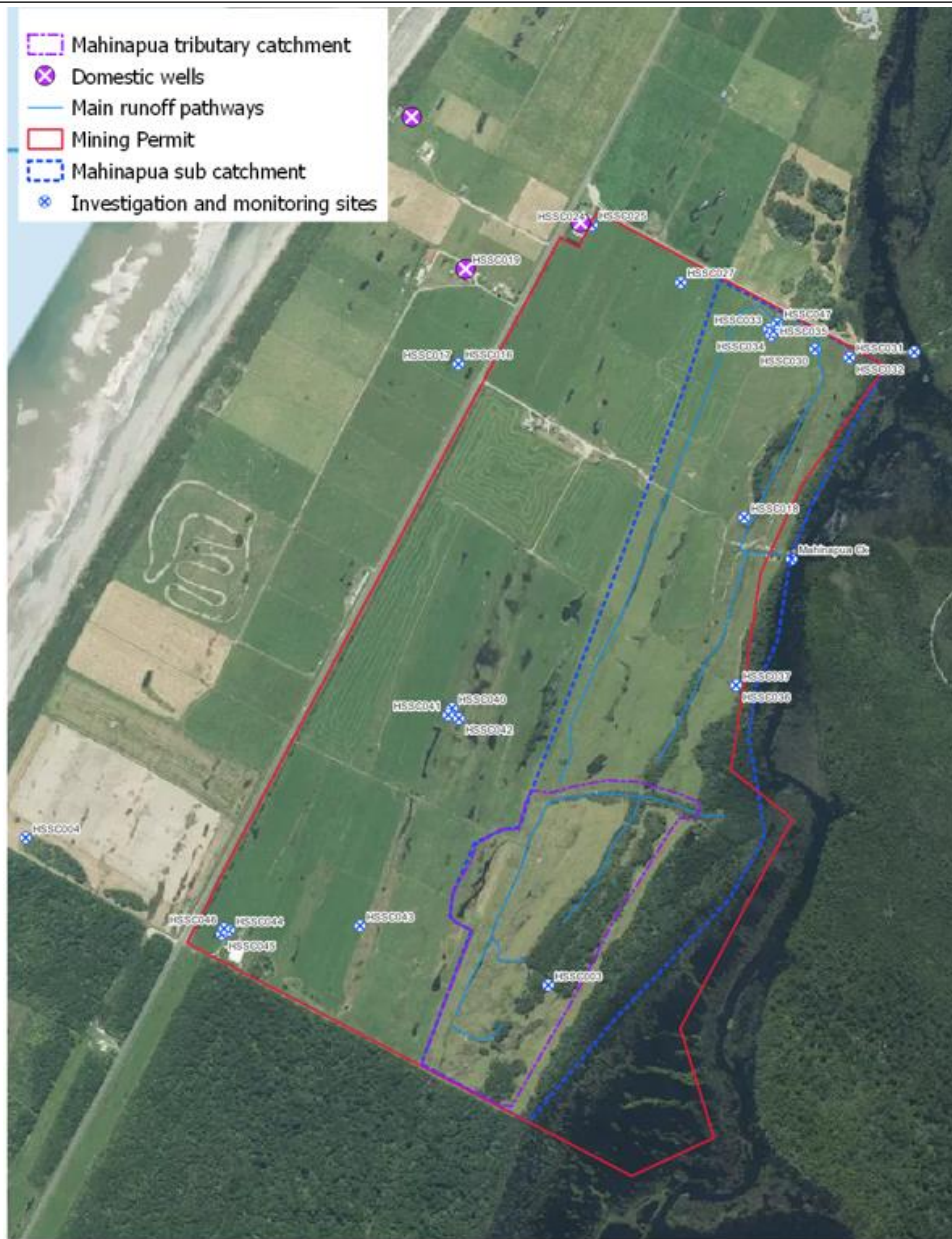 Mahinapua tributary catchment
Domestic wells
Main runoff pathways
Mining Permit
Mahinapua sub catchment
Investigation and monitoring sites
HSSC024
HSSC025
HSSC019
HSSC027
HSSC033
HSSC047
HSSC035
HSSC034
HSSC030
HSSC031
HSSC032
HSSC017
HSSC016
HSSC018
Mahinapua Ck
HSSC037
HSSC036
HSSC041
HSSC040
HSSC042
HSSC004
HSSC046
HSSC044
HSSC045
HSSC043
HSSC003